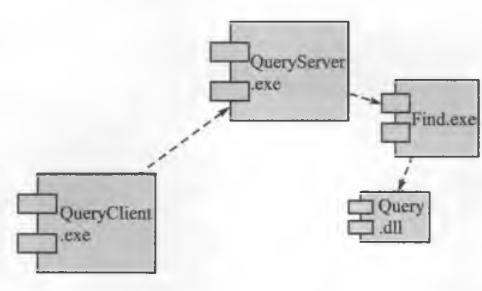 QueryServer
.exe
Find.exe
QueryClient
.exe
Query
.dll